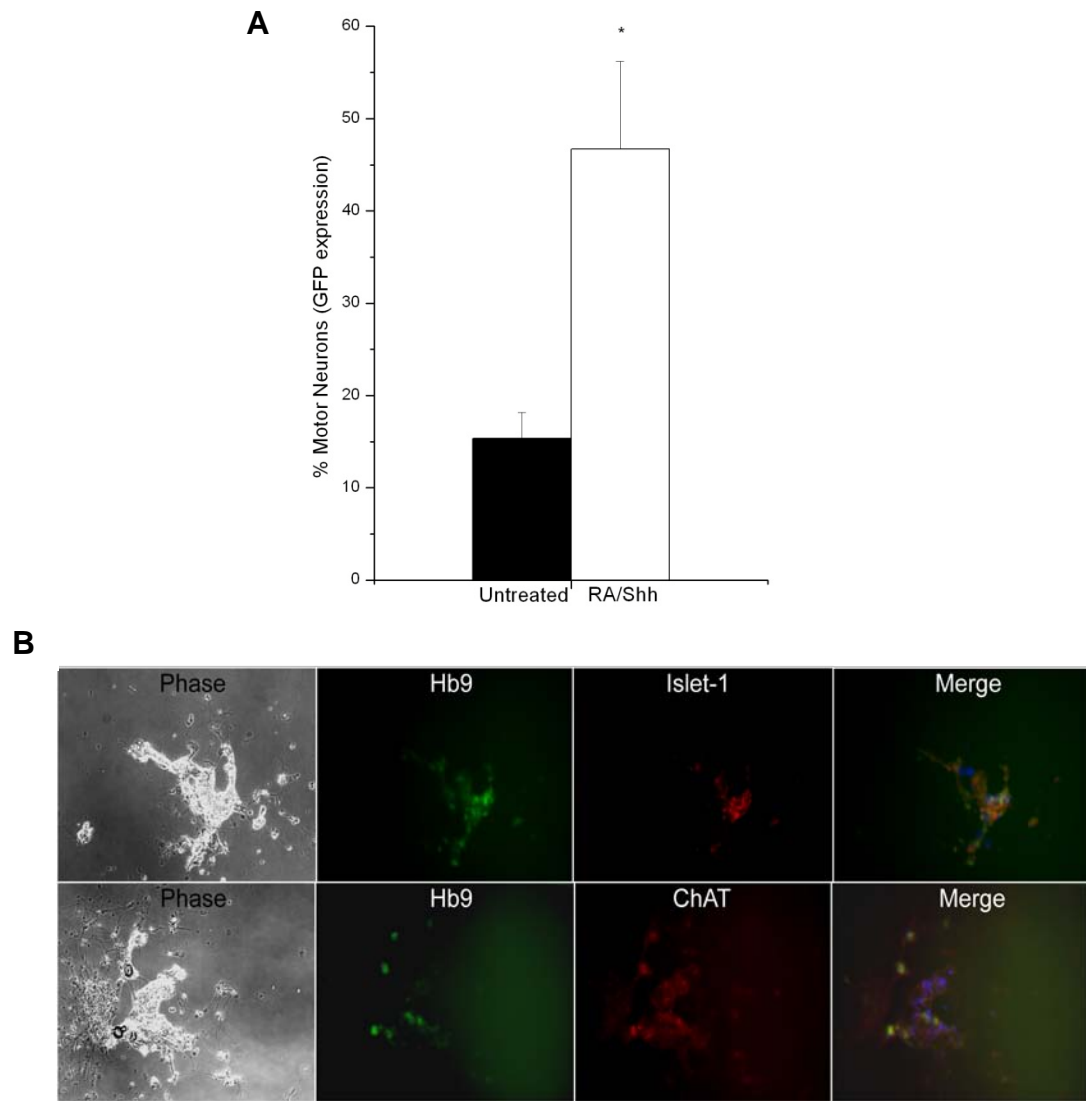 A
60
50
40
30
20
10
0
% Motor Neurons (GFP expression)
*
Untreated RA/Shh
B
Phase Hb9 Islet-1 Merge
Phase Hb9 ChAT Merge